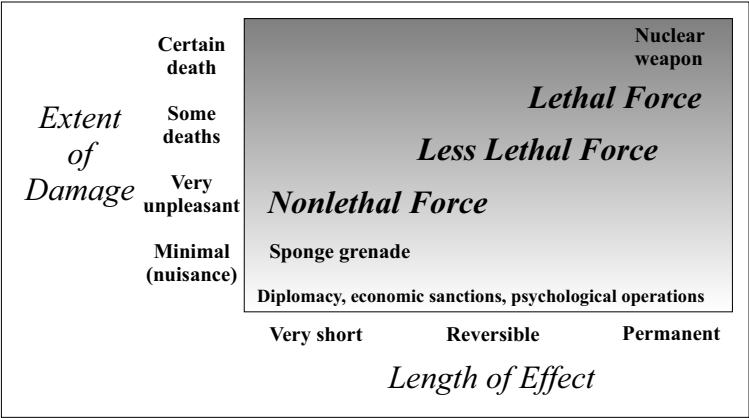 Certain
death
Nuclear
weapon
Lethal Force
Extent
of
Damage
Some
deaths
Less Lethal Force
Very
unpleasant
Nonlethal Force
Minimal
(nuisance)
Sponge grenade
Diplomacy, economic sanctions, psychological operations
Very short
Reversible
Permanent
Length of Effect